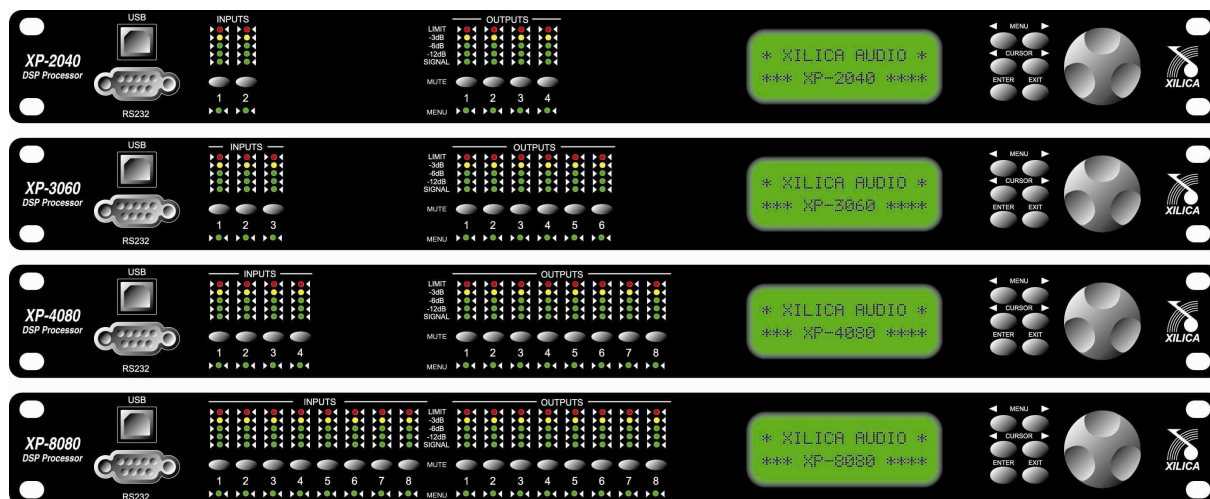 USB
INPUTS
OUTPUTS
LIMIT
-3dB
-6dB
-12dB
SIGNAL
XP-2040
DSP Processor
* XILICA AUDIO *
*** XP-2040 ****
MENU
CURSOR
ENTER EXIT
XILICA
MUTE
1 2
1 2 3 4
RS232
MENU
USB
INPUTS
OUTPUTS
LIMIT
-3dB
-6dB
-12dB
SIGNAL
XP-3060
DSP Processor
* XILICA AUDIO *
*** XP-3060 ****
MENU
CURSOR
ENTER EXIT
XILICA
MUTE
1 2 3
1 2 3 4 5 6
RS232
MENU
USB
INPUTS
OUTPUTS
LIMIT
-3dB
-6dB
-12dB
SIGNAL
XP-4080
DSP Processor
* XILICA AUDIO *
*** XP-4080 ****
MENU
CURSOR
ENTER EXIT
XILICA
MUTE
1 2 3 4
1 2 3 4 5 6 7 8
RS232
MENU
USB
INPUTS
OUTPUTS
LIMIT
-3dB
-6dB
-12dB
SIGNAL
XP-8080
DSP Processor
* XILICA AUDIO *
*** XP-8080 ****
MENU
CURSOR
ENTER EXIT
XILICA
MUTE
1 2 3 4 5 6 7 8
1 2 3 4 5 6 7 8
RS232
MENU